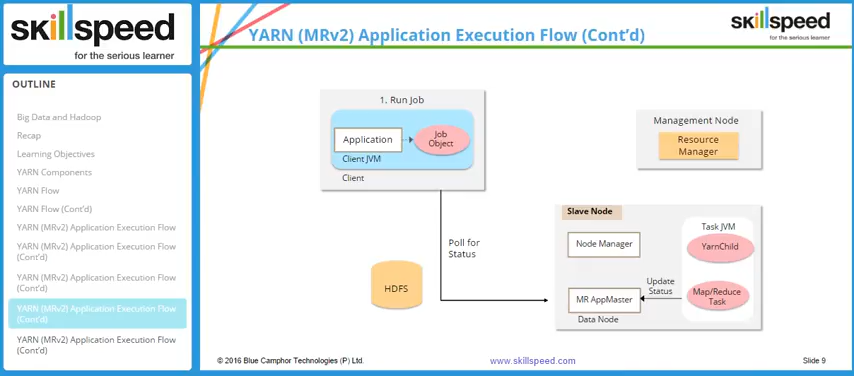 skillspeed
for the serious learner
OUTLINE
Big Data and Hadoop
Recap
Learning Objectives
YARN Components
YARN Flow
YARN Flow (Cont'd)
YARN (MRv2) Application Execution Flow
YARN (MRv2) Application Execution Flow
(Cont'd)
YARN (MRv2) Application Execution Flow
(Cont'd)
YARN (MRv2) Application Execution Flow
(Cont'd)
YARN (MRv2) Application Execution Flow
(Cont'd)
YARN (MRv2) Application Execution Flow (Cont'd)
skillspeed
for the serious learner
1. Run Job
Application
Job
Object
Client JVM
Client
Management Node
Resource
Manager
Poll for
Status
HDFS
Slave Node
Node Manager
Task JVM
YarnChild
MR AppMaster
Update
Status
Map/Reduce
Task
Data Node
© 2016 Blue Camphor Technologies (P) Ltd.
www.skillspeed.com
Slide 9